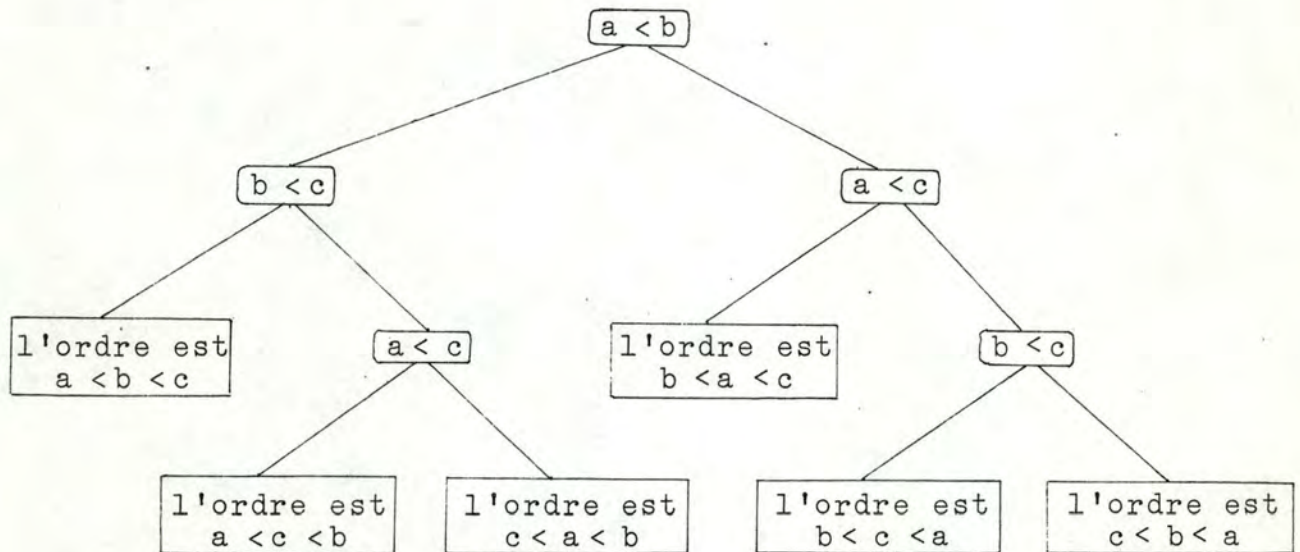 a < b
b < c
a < c
l'ordre est
a < b < c
a < c
l'ordre est
b < a < c
b < c
l'ordre est
a < c < b
l'ordre est
c < a < b
l'ordre est
b < c < a
l'ordre est
c < b < a